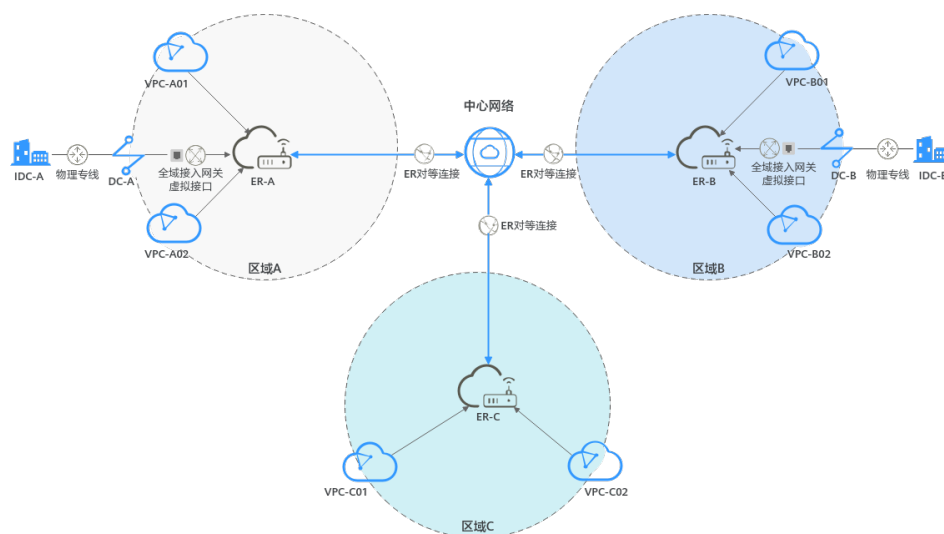 VPC-A01
VPC-B01
中心网络
IDC-A
物理专线
DC-A
全域接入网关
虚拟接口
ER-A
ER对等连接
ER对等连接
ER-B
全域接入网关
虚拟接口
DC-B
物理专线
IDC-B
ER对等连接
VPC-A02
VPC-B02
区域A
区域B
ER-C
VPC-C01
VPC-C02
区域C